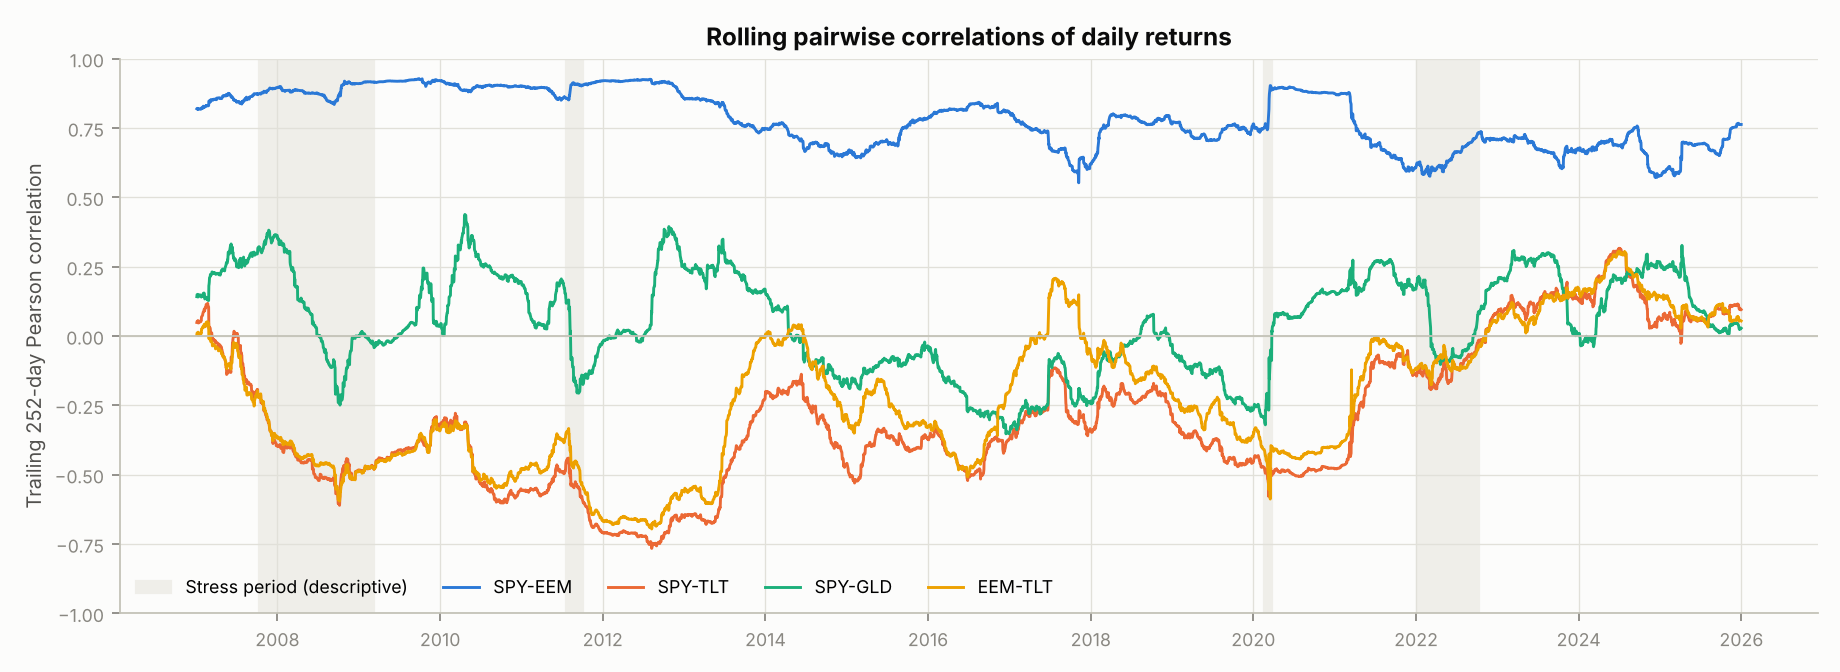 Rolling pairwise correlations of daily returns
Trailing 252-day Pearson correlation
1.00
0.75
0.50
0.25
0.00
−0.25
−0.50
−0.75
−1.00
Stress period (descriptive) SPY-EEM SPY-TLT SPY-GLD EEM-TLT
2008 2010 2012 2014 2016 2018 2020 2022 2024 2026